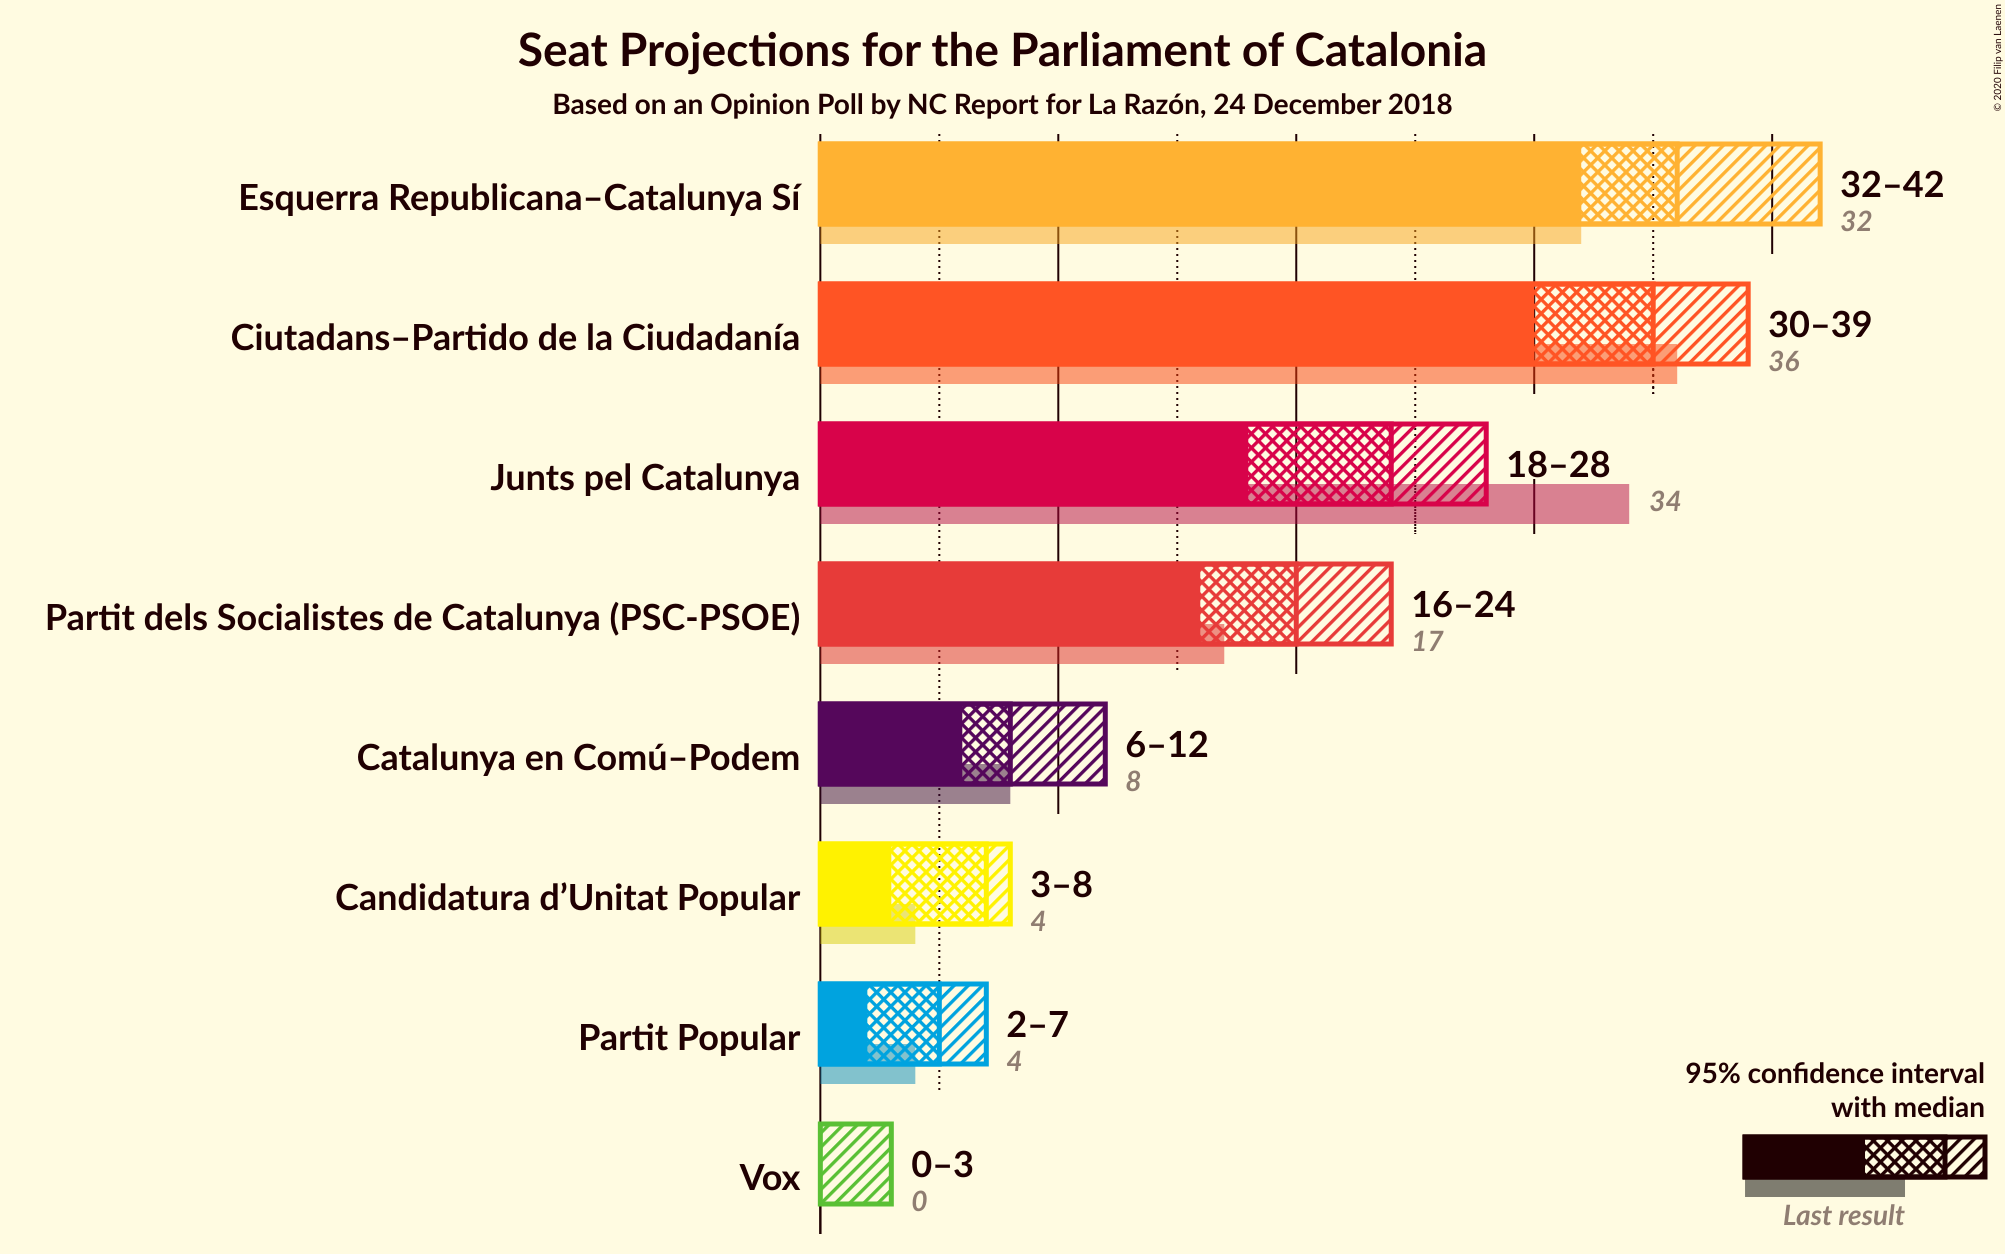 Seat Projections for the Parliament of Catalonia
Based on an Opinion Poll by NC Report for La Razón, 24 December 2018
© 2020 Filip van Laenen
Esquerra Republicana–Catalunya Sí
32–42
32
Ciutadans–Partido de la Ciudadanía
30–39
36
Junts pel Catalunya
18–28
34
Partit dels Socialistes de Catalunya (PSC-PSOE)
16–24
17
Catalunya en Comú–Podem
6–12
8
Candidatura d’Unitat Popular
3–8
4
Partit Popular
2–7
4
Vox
0–3
0
95% confidence interval
with median
Last result